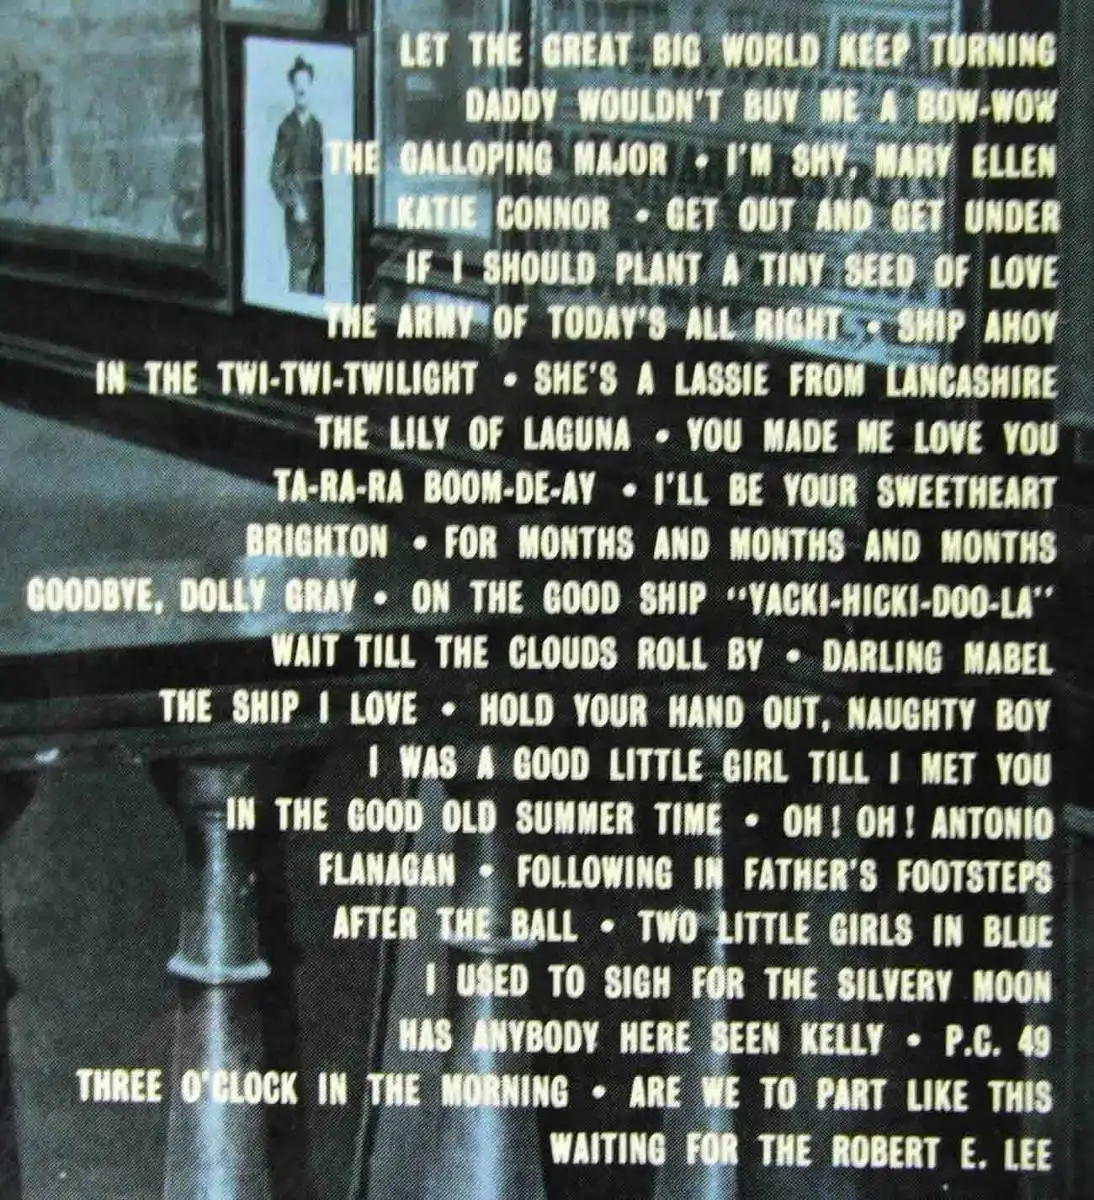 LET THE GREAT BIG WORLD KEEP TURNING
DADDY WOULDN'T BUY ME A BOW-WOW
THE GALLOPING MAJOR • I'M SHY, MARY ELLEN
KATIE CONNOR • GET OUT AND GET UNDER
IF I SHOULD PLANT A TINY SEED OF LOVE
THE ARMY OF TODAY'S ALL RIGHT • SHIP AHOY
IN THE TWI-TWI-TWILIGHT • SHE'S A LASSIE FROM LANCASHIRE
THE LILY OF LAGUNA • YOU MADE ME LOVE YOU
TA-RA-RA BOOM-DE-AY • I'LL BE YOUR SWEETHEART
BRIGHTON • FOR MONTHS AND MONTHS AND MONTHS
GOODBYE, DOLLY GRAY • ON THE GOOD SHIP "YACKI-HICKI-DOO-LA"
WAIT TILL THE CLOUDS ROLL BY • DARLING MABEL
THE SHIP I LOVE • HOLD YOUR HAND OUT, NAUGHTY BOY
I WAS A GOOD LITTLE GIRL TILL I MET YOU
IN THE GOOD OLD SUMMER TIME • OH! OH! ANTONIO
FLANAGAN • FOLLOWING IN FATHER'S FOOTSTEPS
AFTER THE BALL • TWO LITTLE GIRLS IN BLUE
I USED TO SIGH FOR THE SILVERY MOON
HAS ANYBODY HERE SEEN KELLY • P.C. 49
THREE O'CLOCK IN THE MORNING • ARE WE TO PART LIKE THIS
WAITING FOR THE ROBERT E. LEE